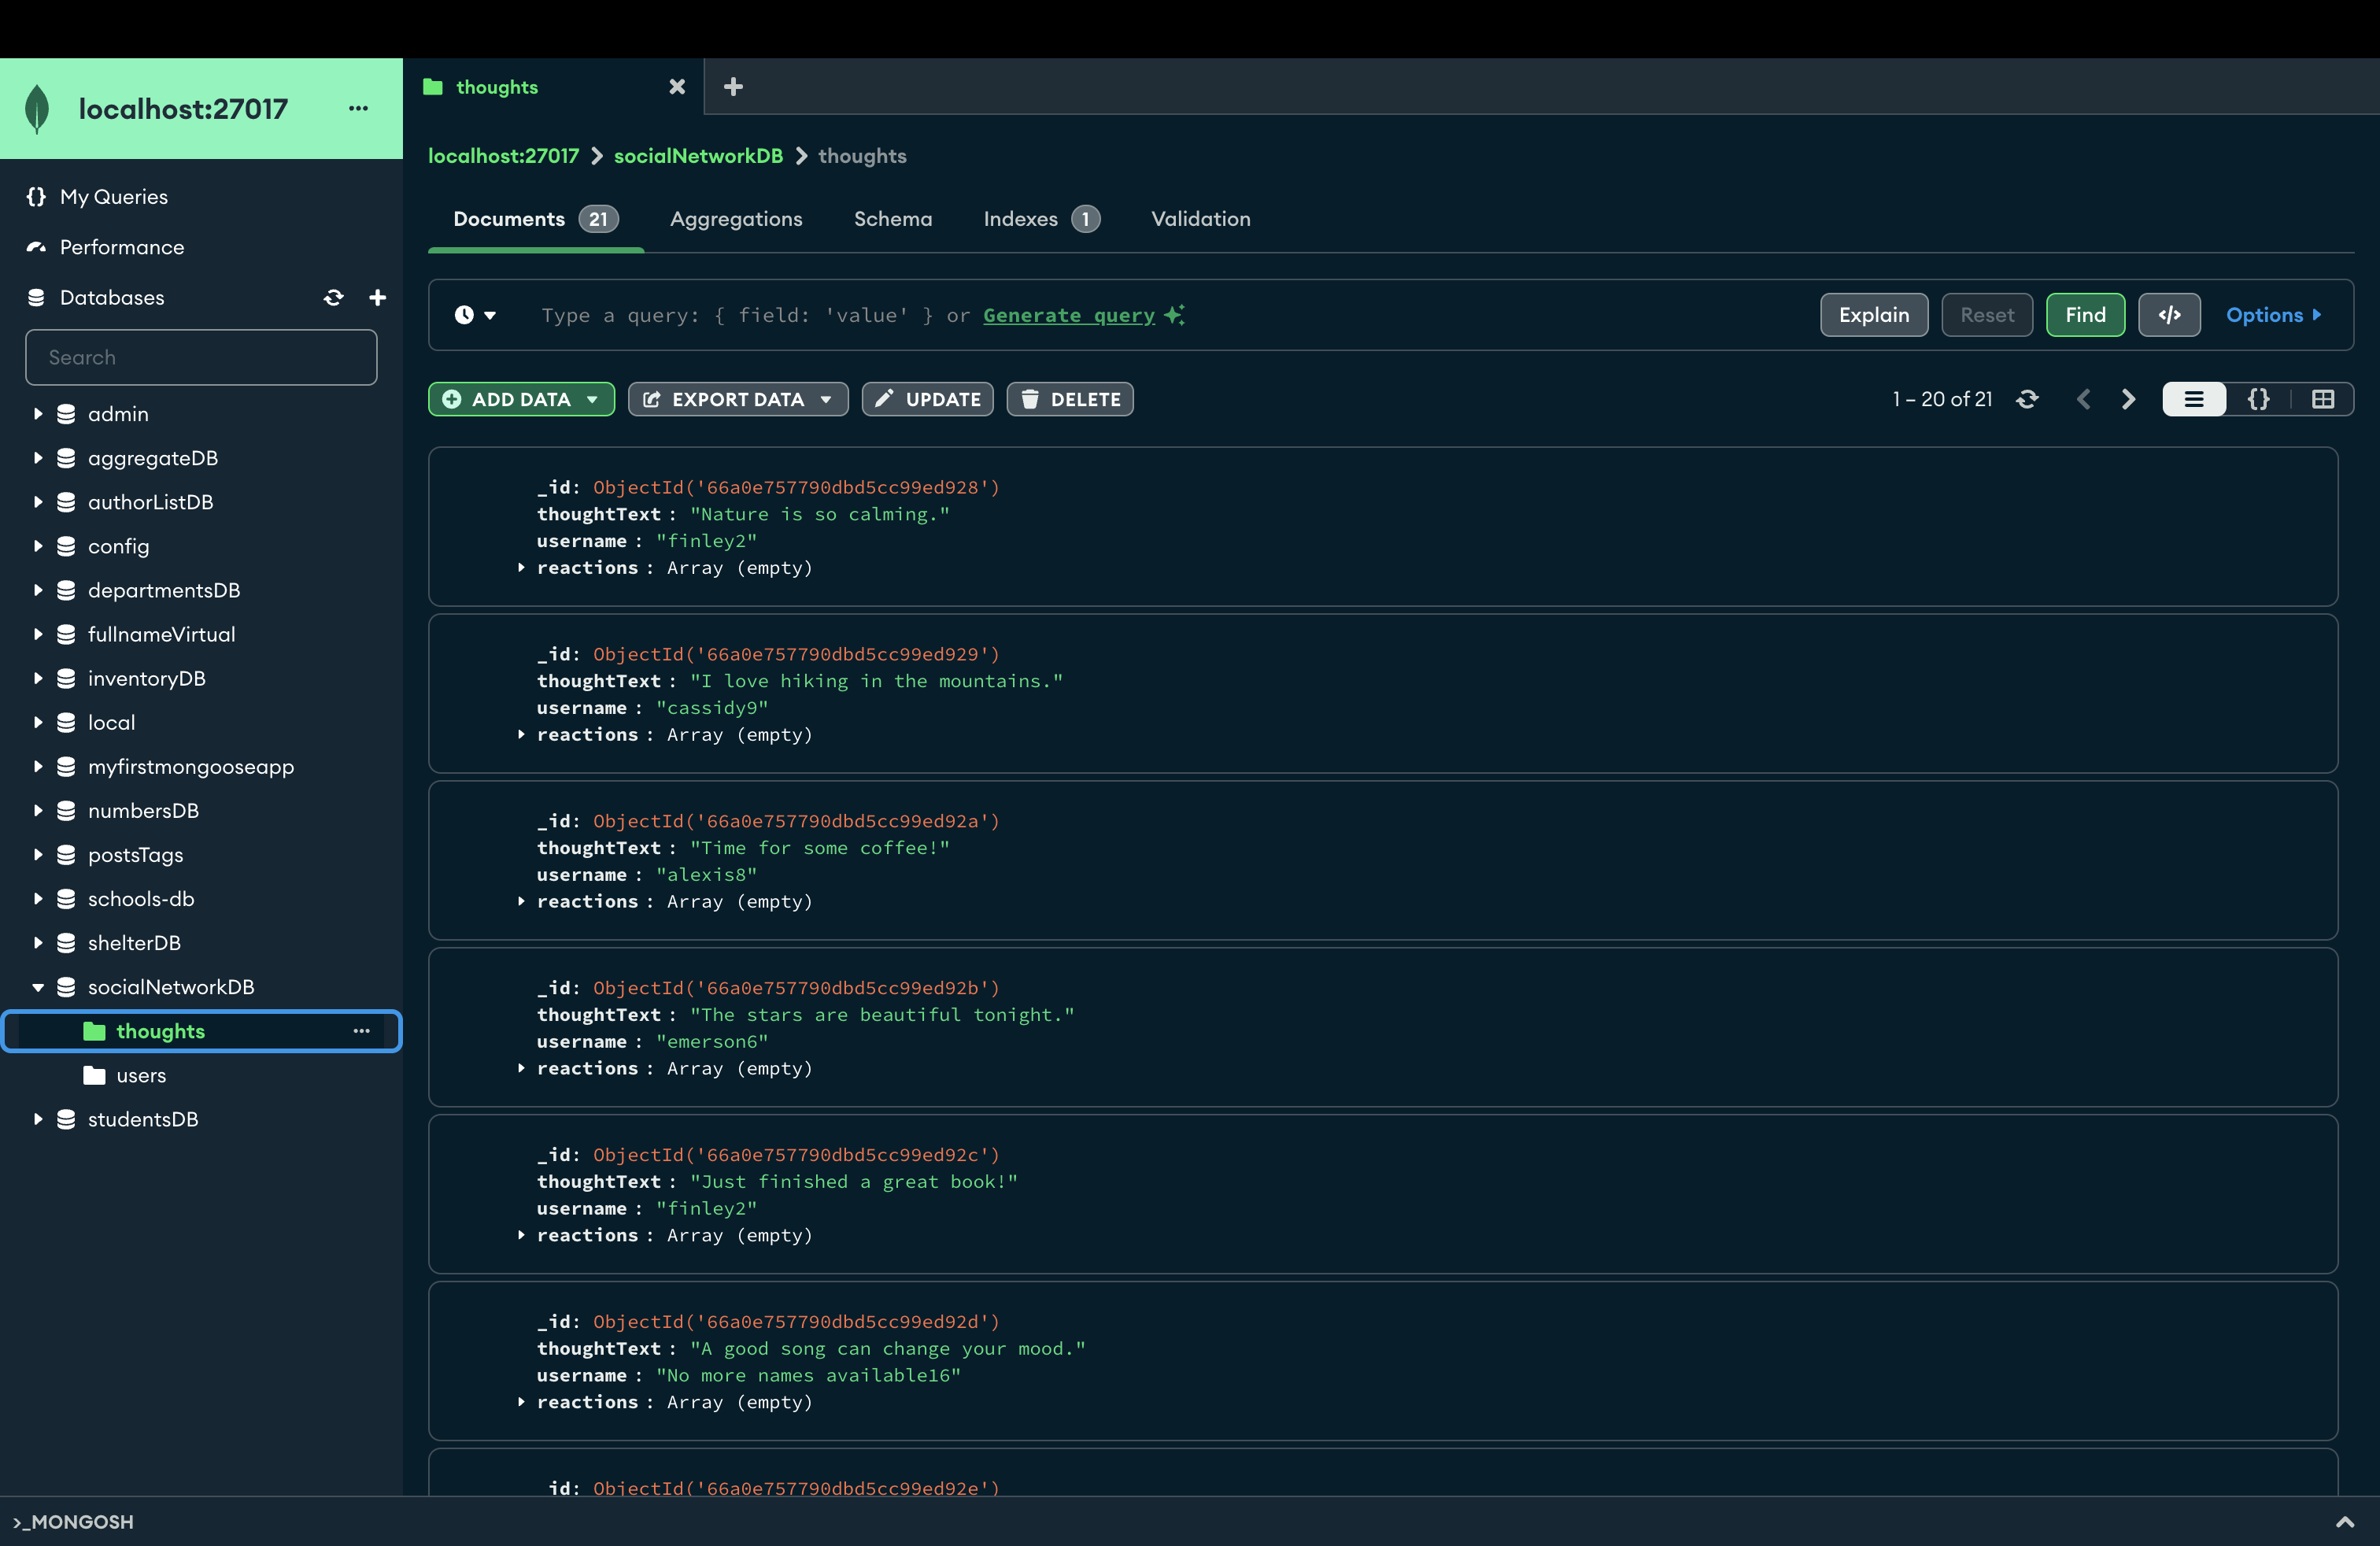 localhost:27017
My Queries
Performance
Databases
Search
admin
aggregateDB
authorListDB
config
departmentsDB
fullnameVirtual
inventoryDB
local
myfirstmongooseapp
numbersDB
postsTags
schools-db
shelterDB
socialNetworkDB
thoughts
users
studentsDB
thoughts
localhost:27017 > socialNetworkDB > thoughts
Documents 21 Aggregations Schema Indexes 1 Validation
Type a query: { field: 'value' } or Generate query
Explain Reset Find </> Options
ADD DATA EXPORT DATA UPDATE DELETE 1 – 20 of 21 {}
_id: ObjectId('66a0e757790dbd5cc99ed928')
thoughtText : "Nature is so calming."
username : "finley2"
reactions : Array (empty)
_id: ObjectId('66a0e757790dbd5cc99ed929')
thoughtText : "I love hiking in the mountains."
username : "cassidy9"
reactions : Array (empty)
_id: ObjectId('66a0e757790dbd5cc99ed92a')
thoughtText : "Time for some coffee!"
username : "alexis8"
reactions : Array (empty)
_id: ObjectId('66a0e757790dbd5cc99ed92b')
thoughtText : "The stars are beautiful tonight."
username : "emerson6"
reactions : Array (empty)
_id: ObjectId('66a0e757790dbd5cc99ed92c')
thoughtText : "Just finished a great book!"
username : "finley2"
reactions : Array (empty)
_id: ObjectId('66a0e757790dbd5cc99ed92d')
thoughtText : "A good song can change your mood."
username : "No more names available16"
reactions : Array (empty)
_id: ObjectId('66a0e757790dbd5cc99ed92e')
>_MONGOSH